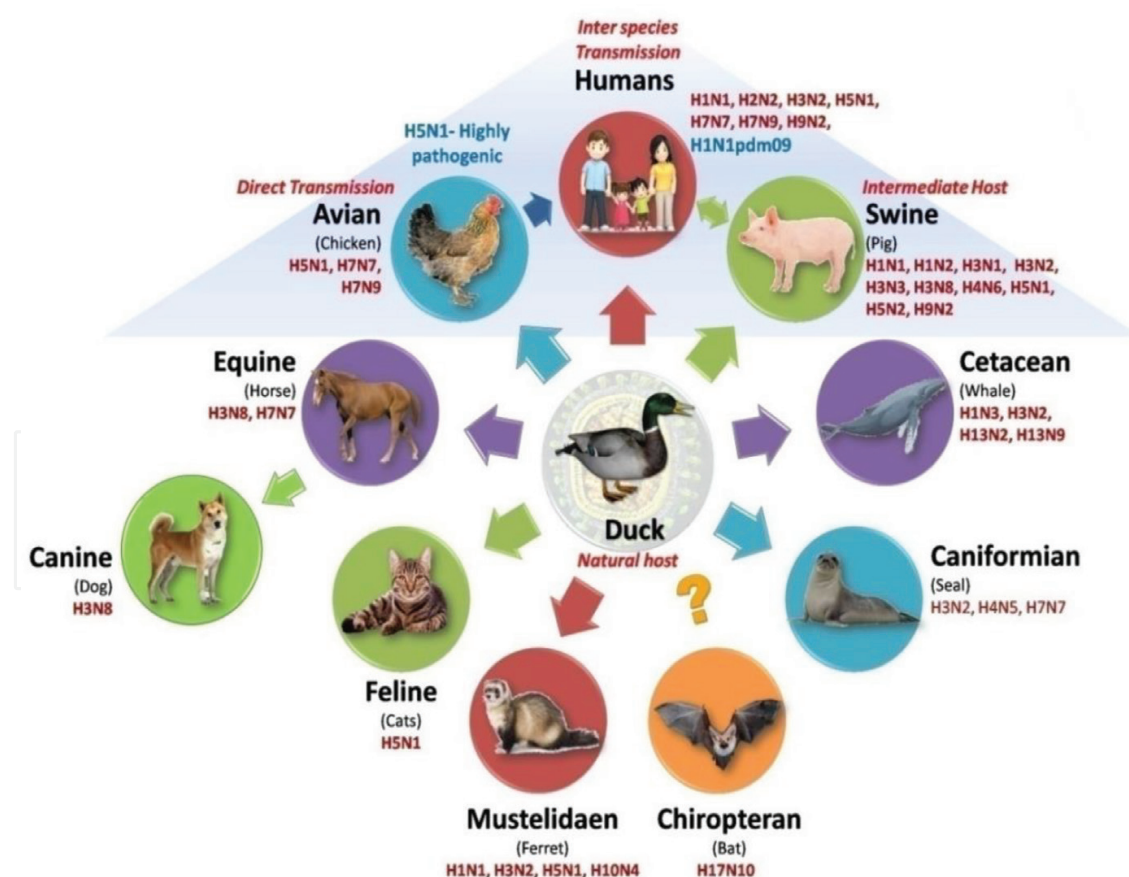 Inter species
Transmission
Humans
H1N1, H2N2, H3N2, H5N1,
H7N7, H7N9, H9N2,
H1N1pdm09
H5N1- Highly
pathogenic
Direct Transmission
Avian
(Chicken)
H5N1, H7N7,
H7N9
Intermediate Host
Swine
(Pig)
H1N1, H1N2, H3N1, H3N2,
H3N3, H3N8, H4N6, H5N1,
H5N2, H9N2
Equine
(Horse)
H3N8, H7N7
Cetacean
(Whale)
H1N3, H3N2,
H13N2, H13N9
Duck
Natural host
Canine
(Dog)
H3N8
Caniformian
(Seal)
H3N2, H4N5, H7N7
?
Feline
(Cats)
H5N1
Mustelidaen
(Ferret)
H1N1, H3N2, H5N1, H10N4
Chiropteran
(Bat)
H17N10